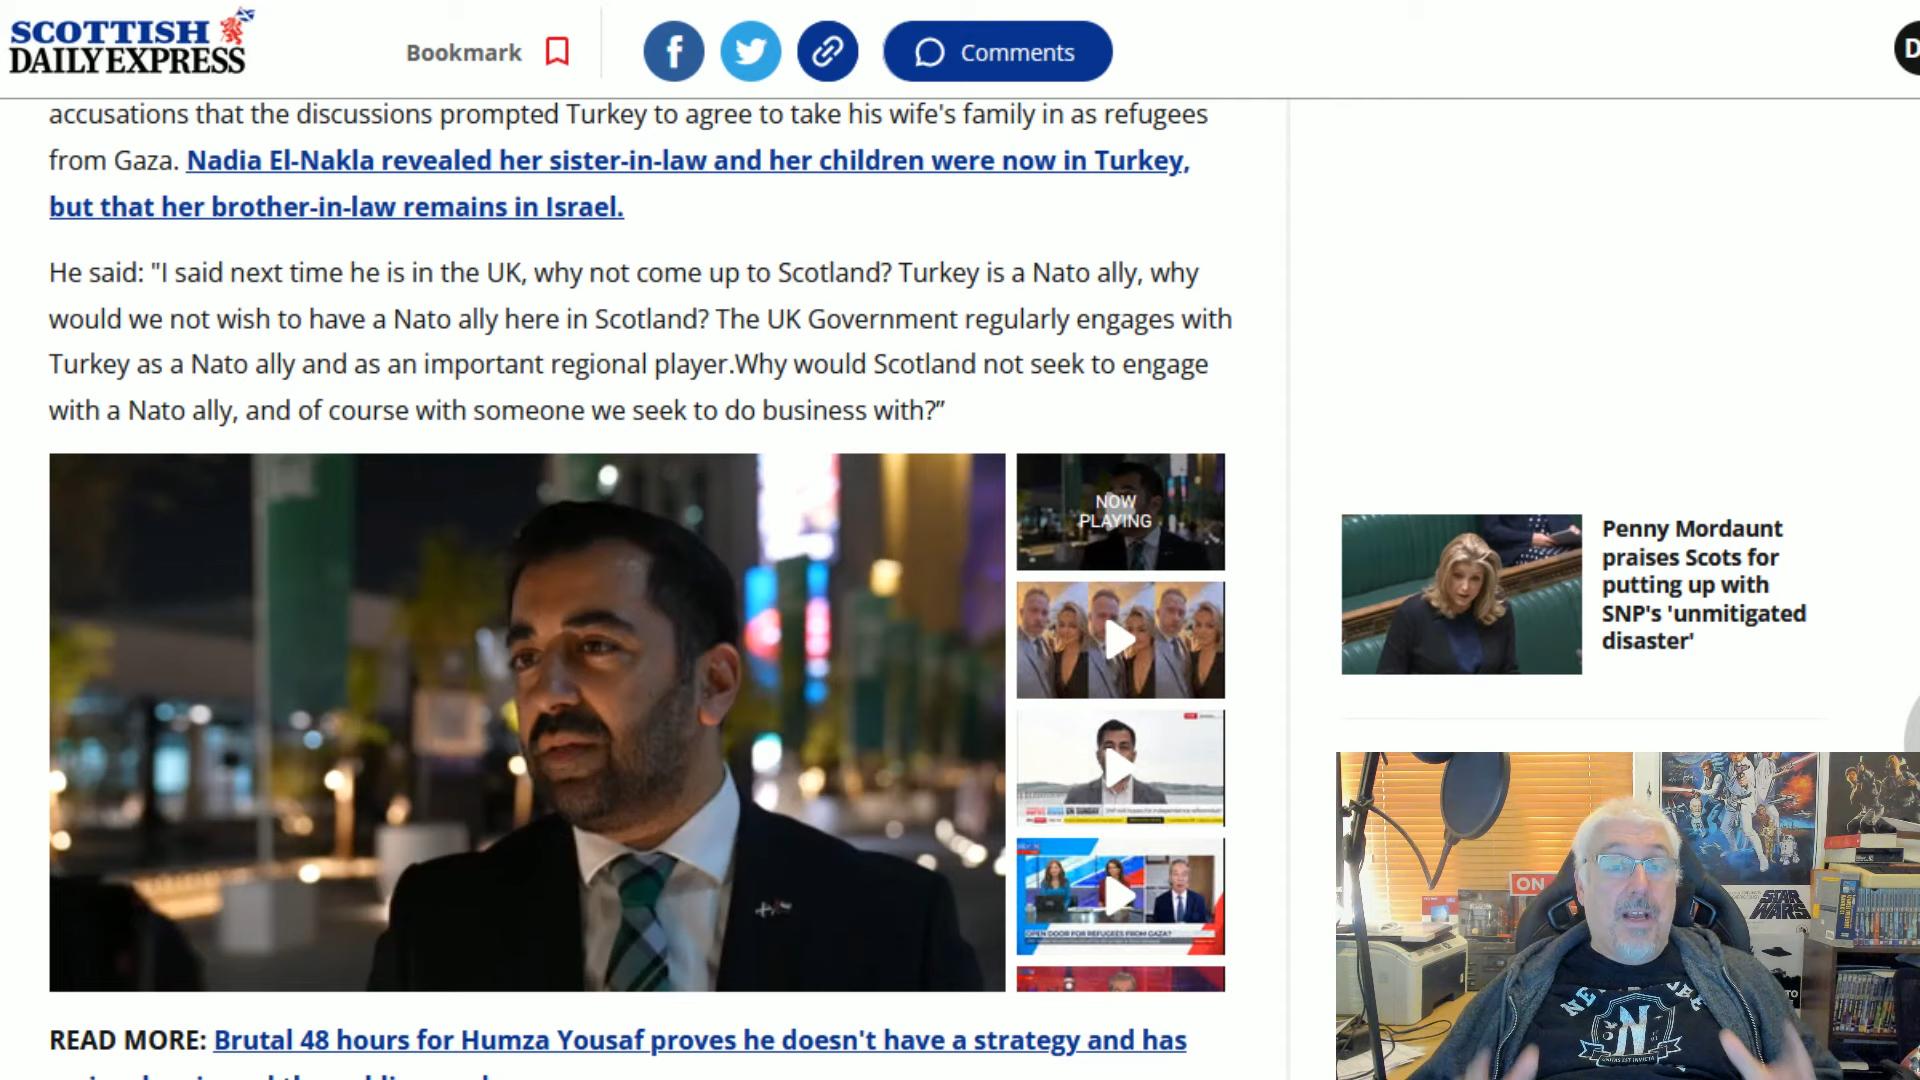 SCOTTISH
DAILY EXPRESS
Bookmark
Comments
D
accusations that the discussions prompted Turkey to agree to take his wife's family in as refugees
from Gaza. Nadia El-Nakla revealed her sister-in-law and her children were now in Turkey,
but that her brother-in-law remains in Israel.
He said: "I said next time he is in the UK, why not come up to Scotland? Turkey is a Nato ally, why
would we not wish to have a Nato ally here in Scotland? The UK Government regularly engages with
Turkey as a Nato ally and as an important regional player.Why would Scotland not seek to engage
with a Nato ally, and of course with someone we seek to do business with?”
NOW
PLAYING
OPEN DOOR FOR REFUGEES FROM GAZA?
READ MORE: Brutal 48 hours for Humza Yousaf proves he doesn't have a strategy and has
Penny Mordaunt
praises Scots for
putting up with
SNP's 'unmitigated
disaster'
ON
STAR
WARS
N